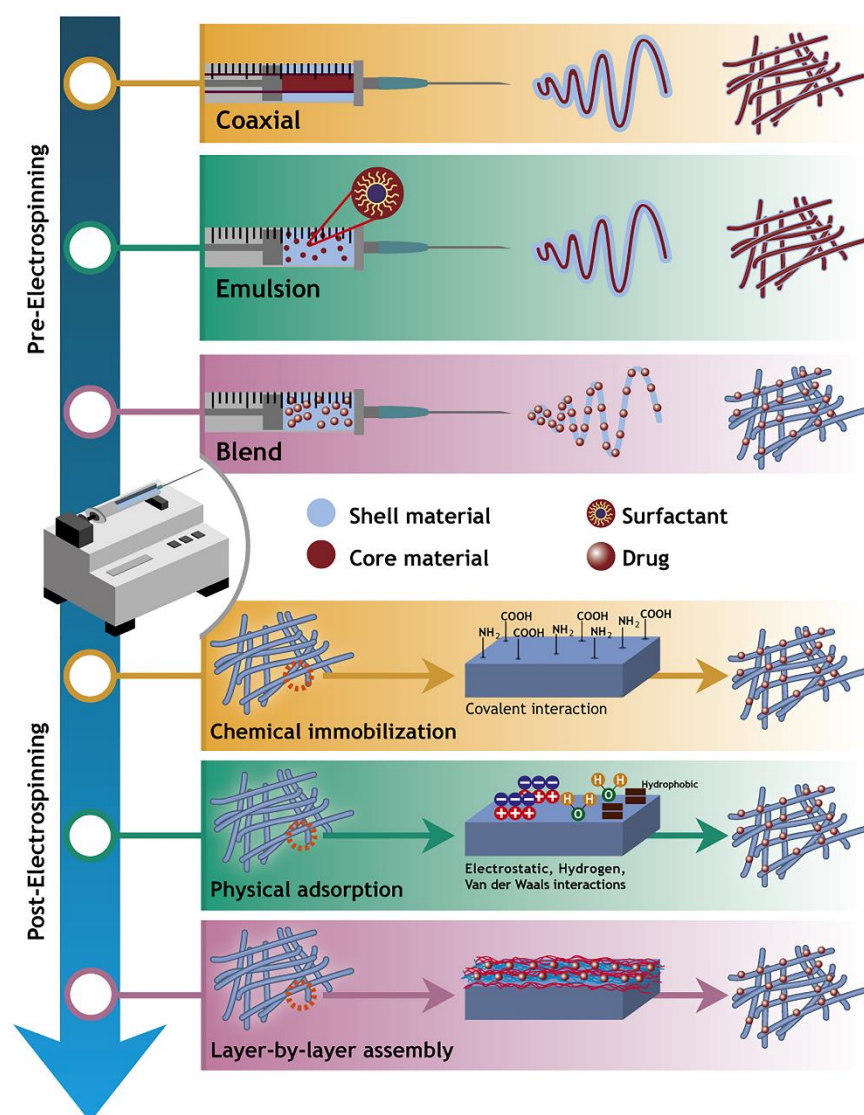 Pre-Electrospinning
Coaxial
Emulsion
Blend
Shell material
Surfactant
Core material
Drug
Post-Electrospinning
COOH
COOH
COOH
NH2
COOH
NH2
NH2
NH2
Covalent interaction
Chemical immobilization
H
H
Hydrophobic
H
H
O
O
Electrostatic, Hydrogen,
Van der Waals interactions
Physical adsorption
Layer-by-layer assembly